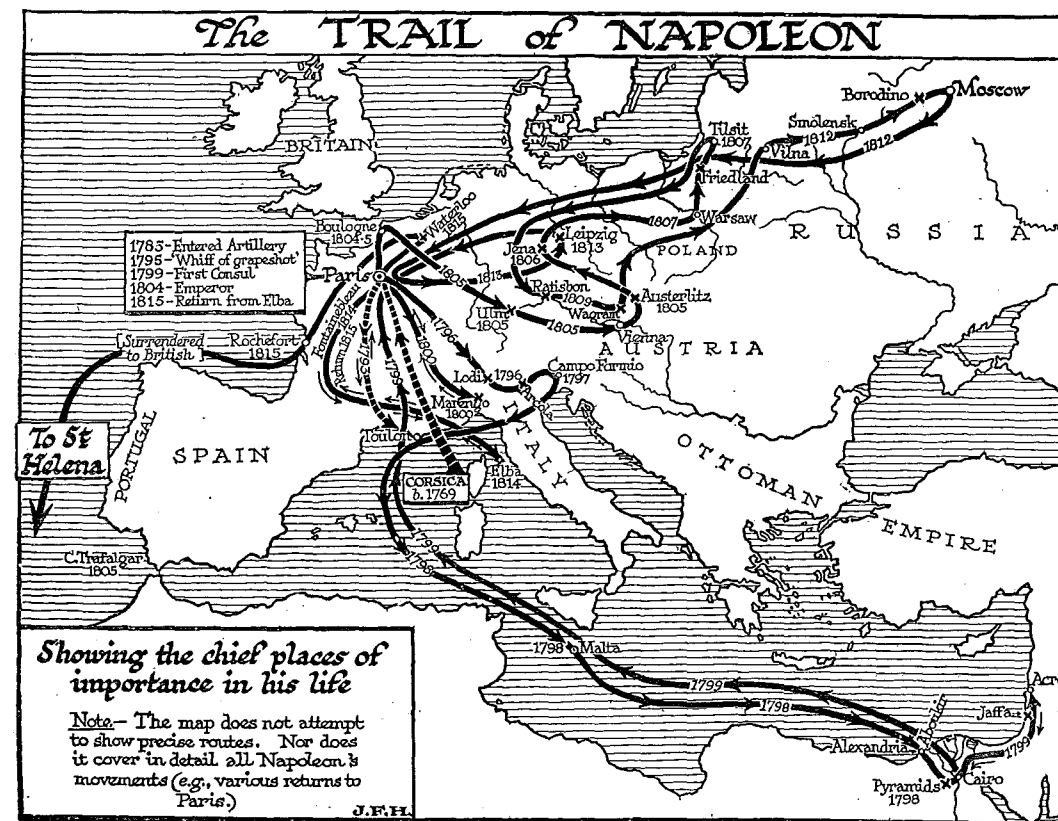 The TRAIL of NAPOLEON
Borodino
Moscow
Smolensk
1812
1812
Tilsit
1807
Vilna
Friedland
BRITAIN
Boulogne
1804-5
Waterloo
1815
1807
Warsaw
RUSSIA
POLAND
Leipzig
1813
Jena
1806
1785-Entered Artillery
1795-'Whiff of grapeshot'
1799-First Consul
1804-Emperor
1815-Return from Elba
Paris
1805
1813
Ratisbon
1809
Wagram
Austerlitz
1805
Ulm
1805
1805
Vienna
AUSTRIA
Fontainebleau
1814
Return 1815
1793
1799
1800
1796
[Surrendered
to British]
Rochefort
1815
Lodi
1796
Arcola
Campo Formio
1797
Marengo
1800
Toulon
ITALY
Elba
1814
CORSICA
b. 1769
To St
Helena
PORTUGAL
SPAIN
OTTOMAN
EMPIRE
C. Trafalgar
1805
1799
1798
1798
Malta
1799
1798
Acre
Jaffa
1799
Aboukir
Alexandria
Pyramids
1798
Cairo
Showing the chief places of
importance in his life
Note.— The map does not attempt
to show precise routes. Nor does
it cover in detail all Napoleon's
movements (e.g., various returns to
Paris.)
J.F.H.